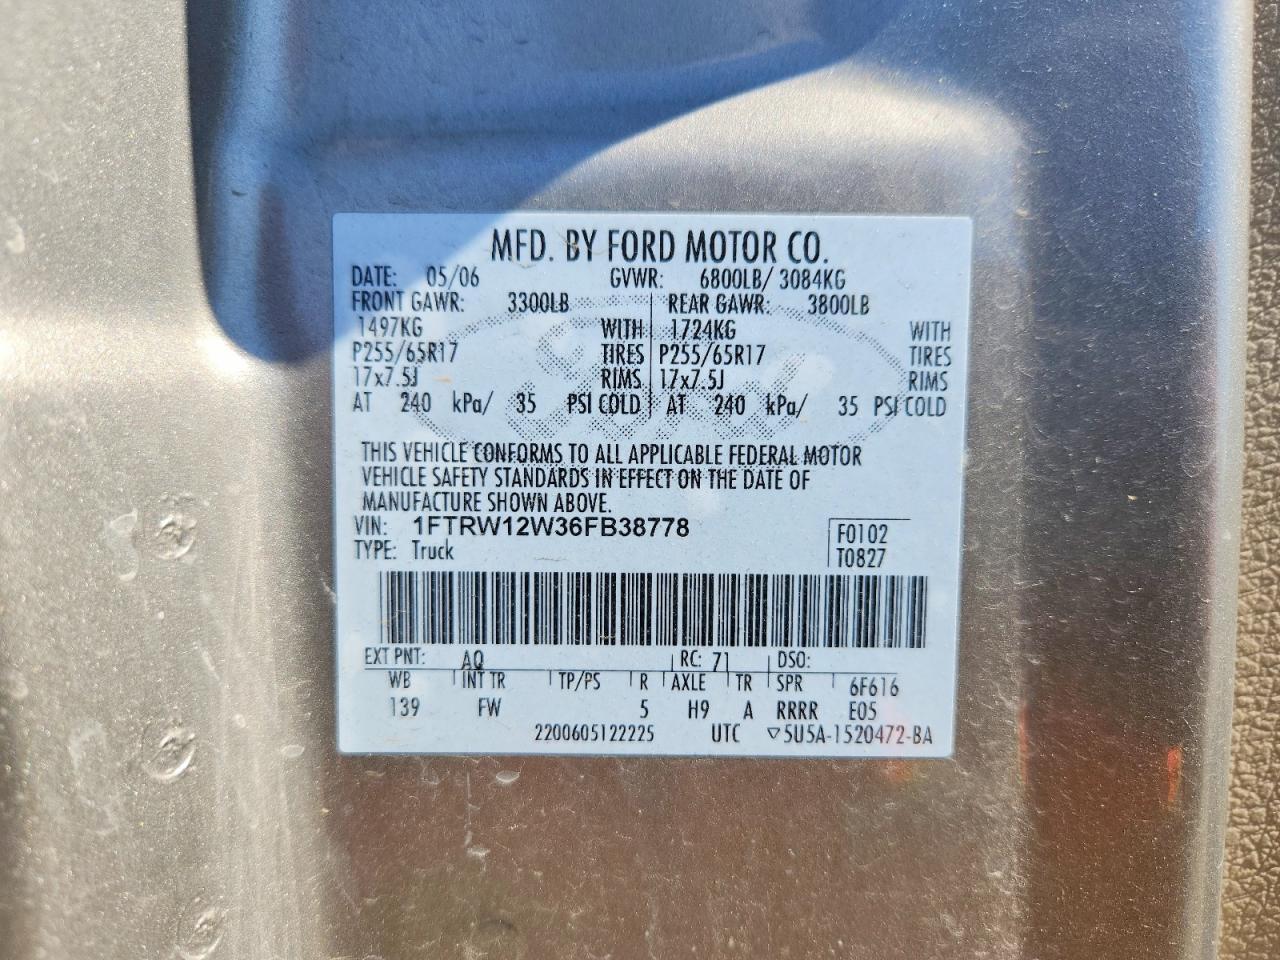 MFD. BY FORD MOTOR CO.
DATE: 05/06 GVWR: 6800LB/ 3084KG
FRONT GAWR: 3300LB REAR GAWR: 3800LB
1497KG WITH 1724KG WITH
P255/65R17 TIRES P255/65R17 TIRES
17x7.5J RIMS 17x7.5J RIMS
AT 240 kPa/ 35 PSI COLD AT 240 kPa/ 35 PSI COLD
THIS VEHICLE CONFORMS TO ALL APPLICABLE FEDERAL MOTOR
VEHICLE SAFETY STANDARDS IN EFFECT ON THE DATE OF
MANUFACTURE SHOWN ABOVE.
VIN: 1FTRW12W36FB38778 F0102
TYPE: Truck T0827
EXT PNT: AQ RC: 71 DSO:
WB INT TR TP/PS R AXLE TR SPR 6F616
139 FW 5 H9 A RRRR E05
2200605122225 UTC ▽5U5A-1520472-BA